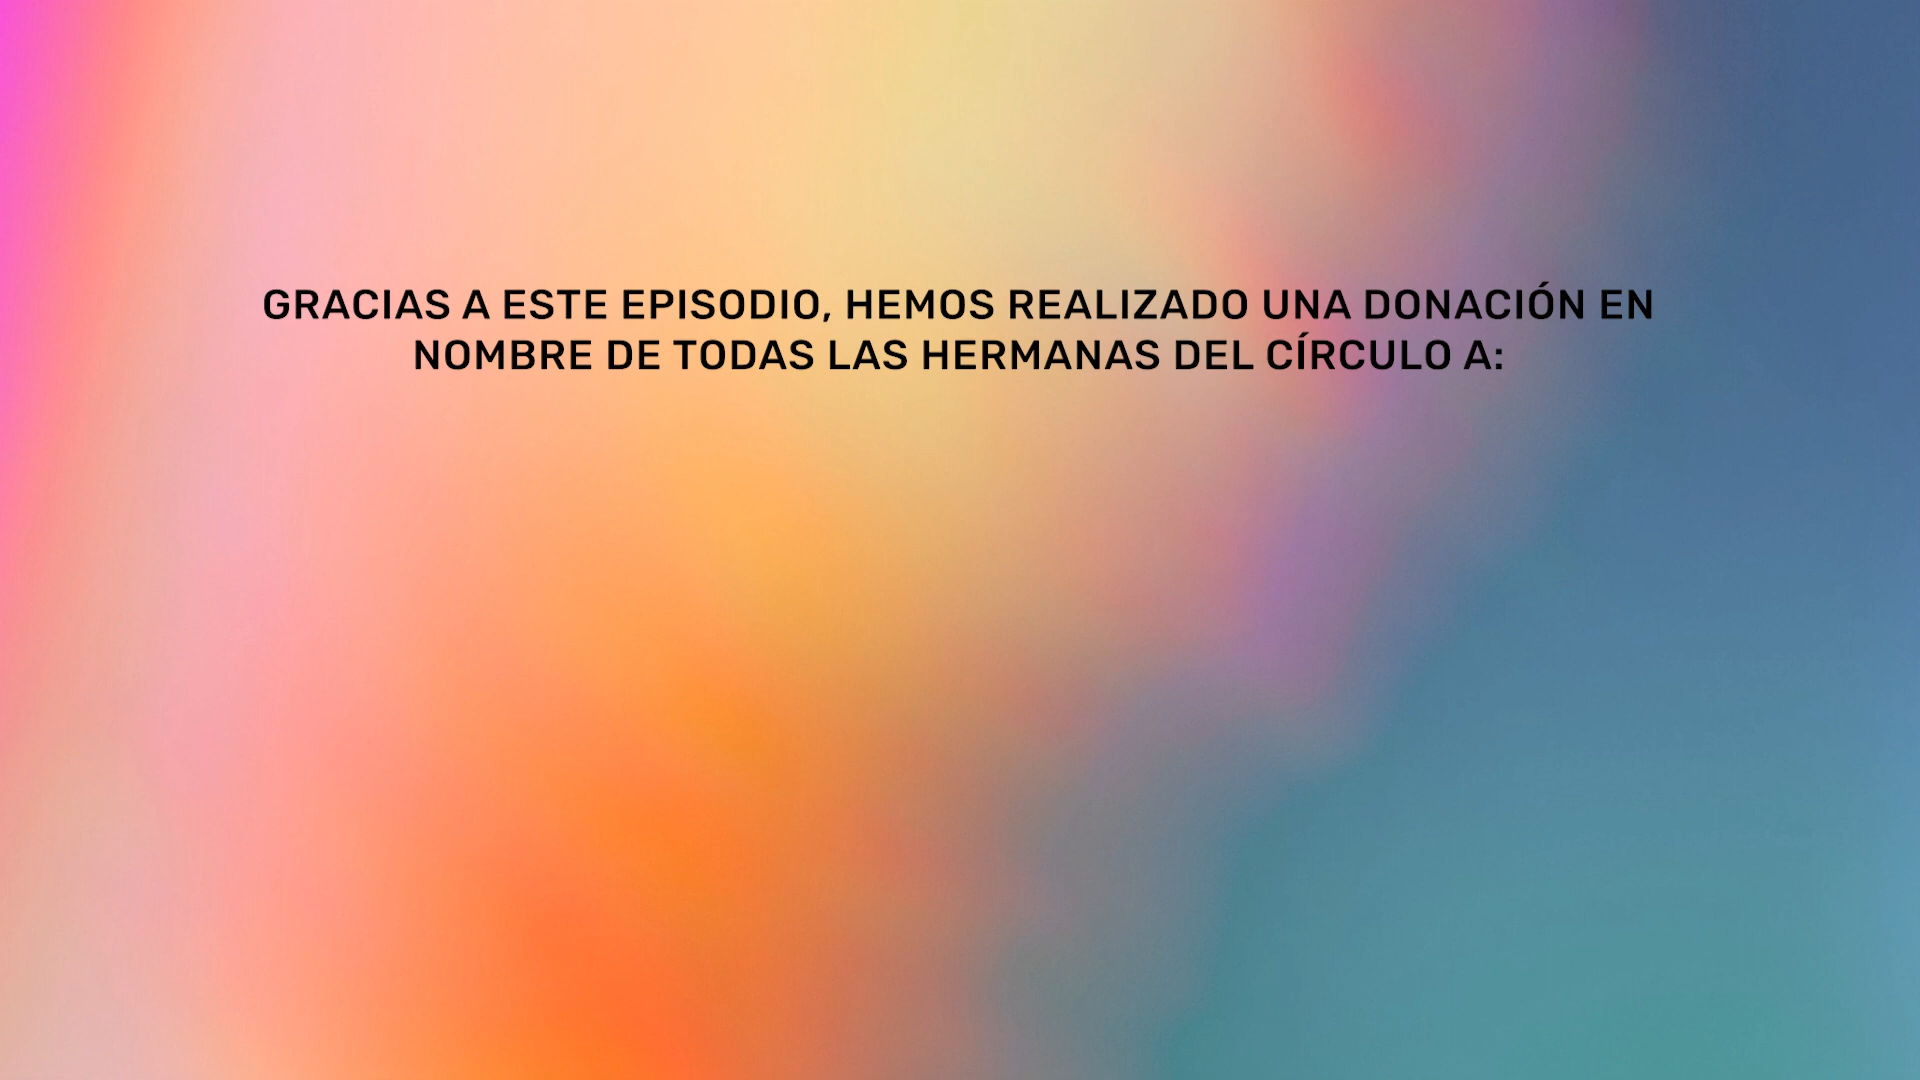 GRACIAS A ESTE EPISODIO, HEMOS REALIZADO UNA DONACIÓN EN
NOMBRE DE TODAS LAS HERMANAS DEL CÍRCULO A: